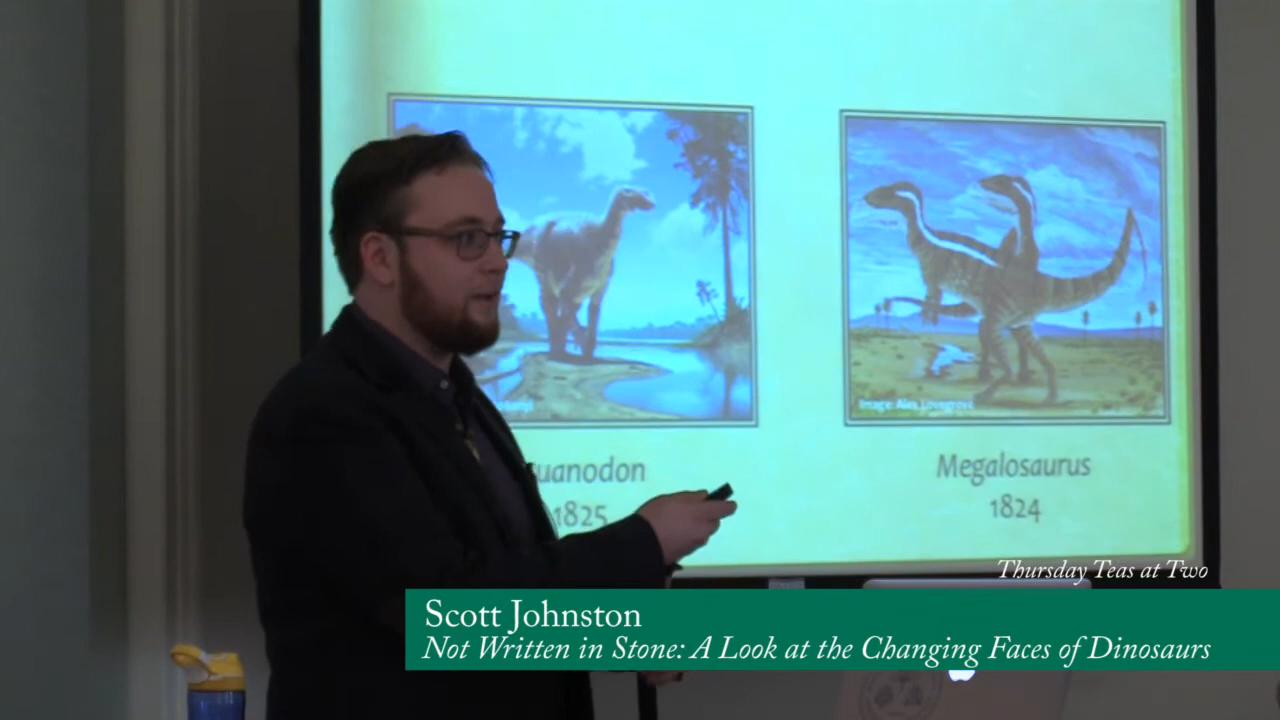 Image: Alex Lovegrove
uanodon
Megalosaurus
1825
1824
Thursday Teas at Two
Scott Johnston
Not Written in Stone: A Look at the Changing Faces of Dinosaurs